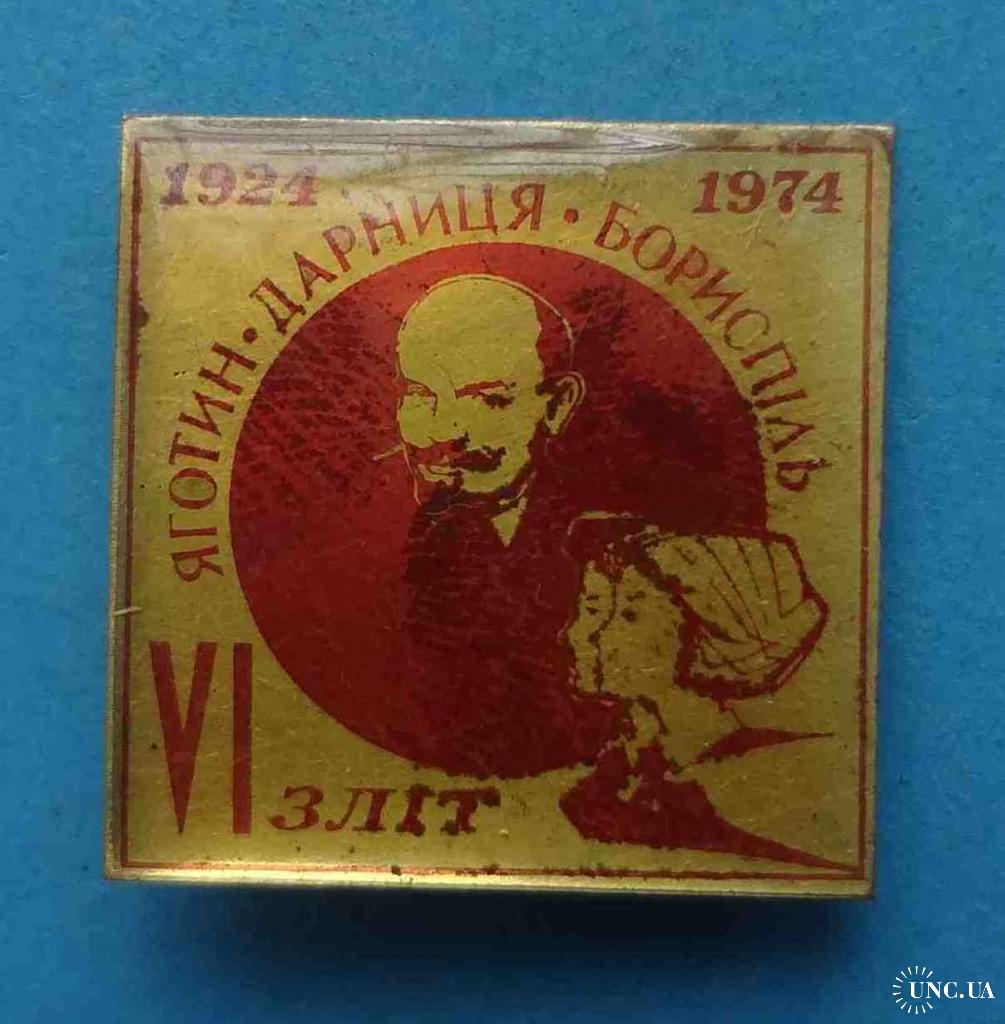 1924
1974
ЯГОТИН · ДАРНИЦЯ · БОРИСПІЛЬ
VI
ЗЛІТ
UNC.UA